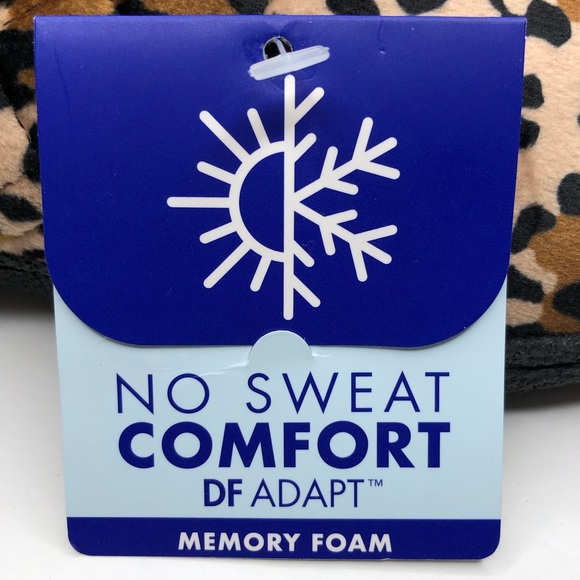 NO SWEAT
COMFORT
DF ADAPT™
MEMORY FOAM